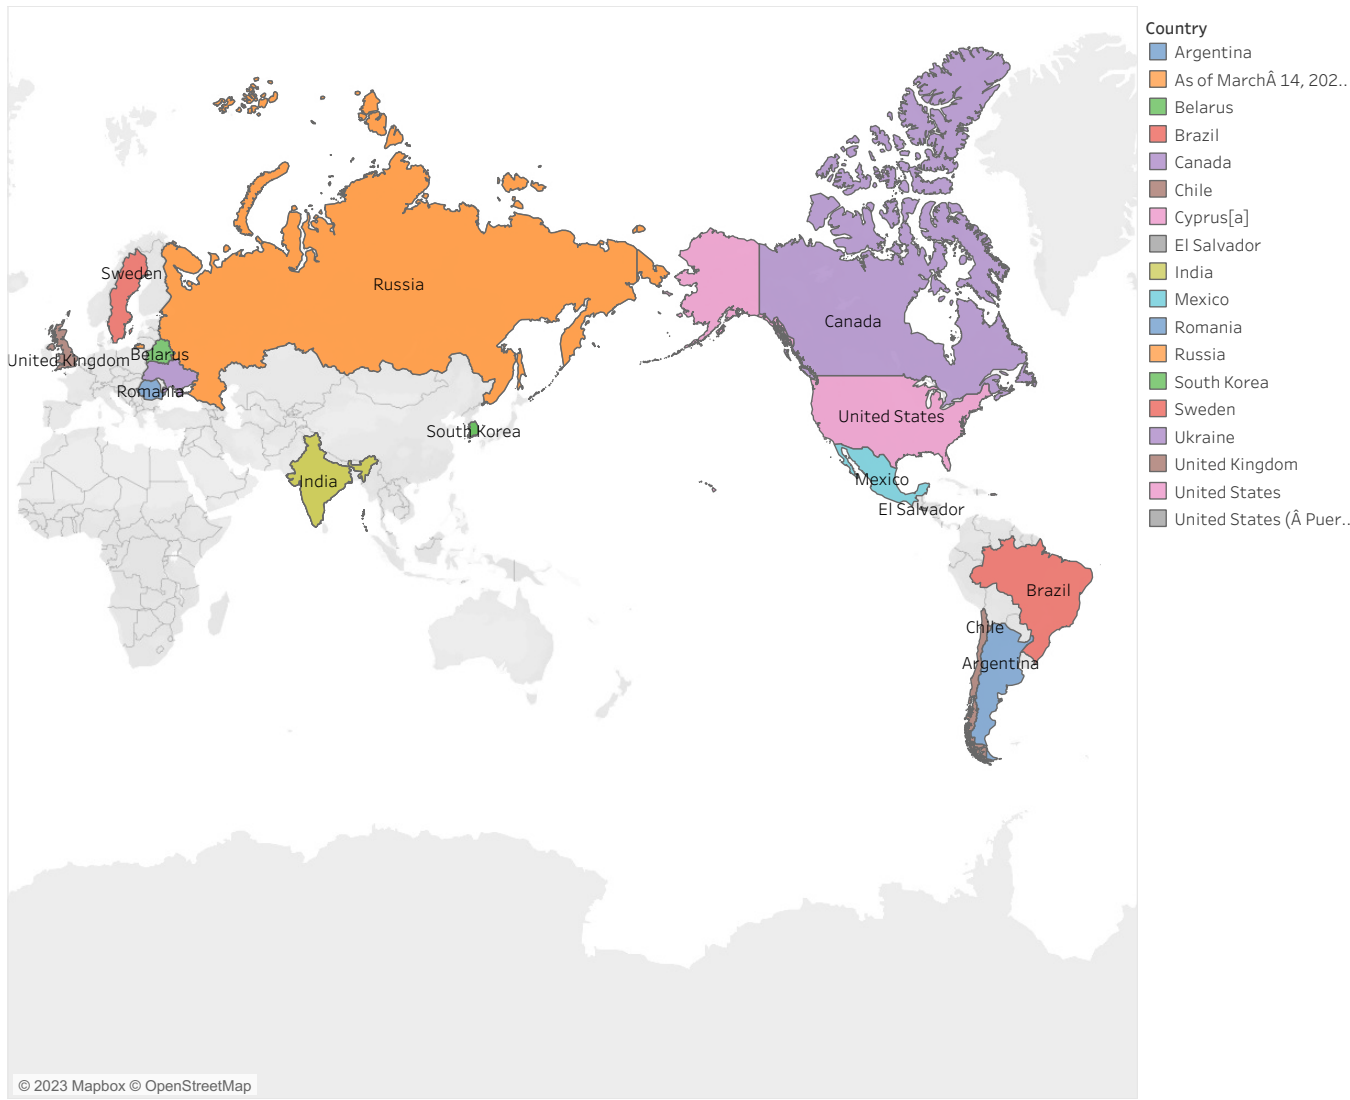 Country
Argentina
As of MarchÂ 14, 202..
Belarus
Brazil
Canada
Chile
Cyprus[a]
El Salvador
India
Mexico
Romania
Russia
South Korea
Sweden
Ukraine
United Kingdom
United States
United States (Â Puer..
Sweden
Russia
Canada
United Kingdom
Belarus
Romania
United States
South Korea
India
Mexico
El Salvador
Brazil
Chile
Argentina
© 2023 Mapbox © OpenStreetMap